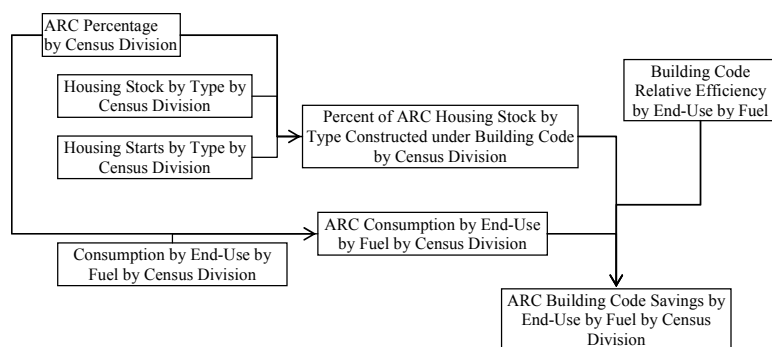 ARC Percentage
by Census Division
Housing Stock by Type by
Census Division
Housing Starts by Type by
Census Division
Percent of ARC Housing Stock by
Type Constructed under Building Code
by Census Division
Building Code
Relative Efficiency
by End-Use by Fuel
ARC Consumption by End-Use
by Fuel by Census Division
Consumption by End-Use by
Fuel by Census Division
ARC Building Code Savings by
End-Use by Fuel by Census
Division